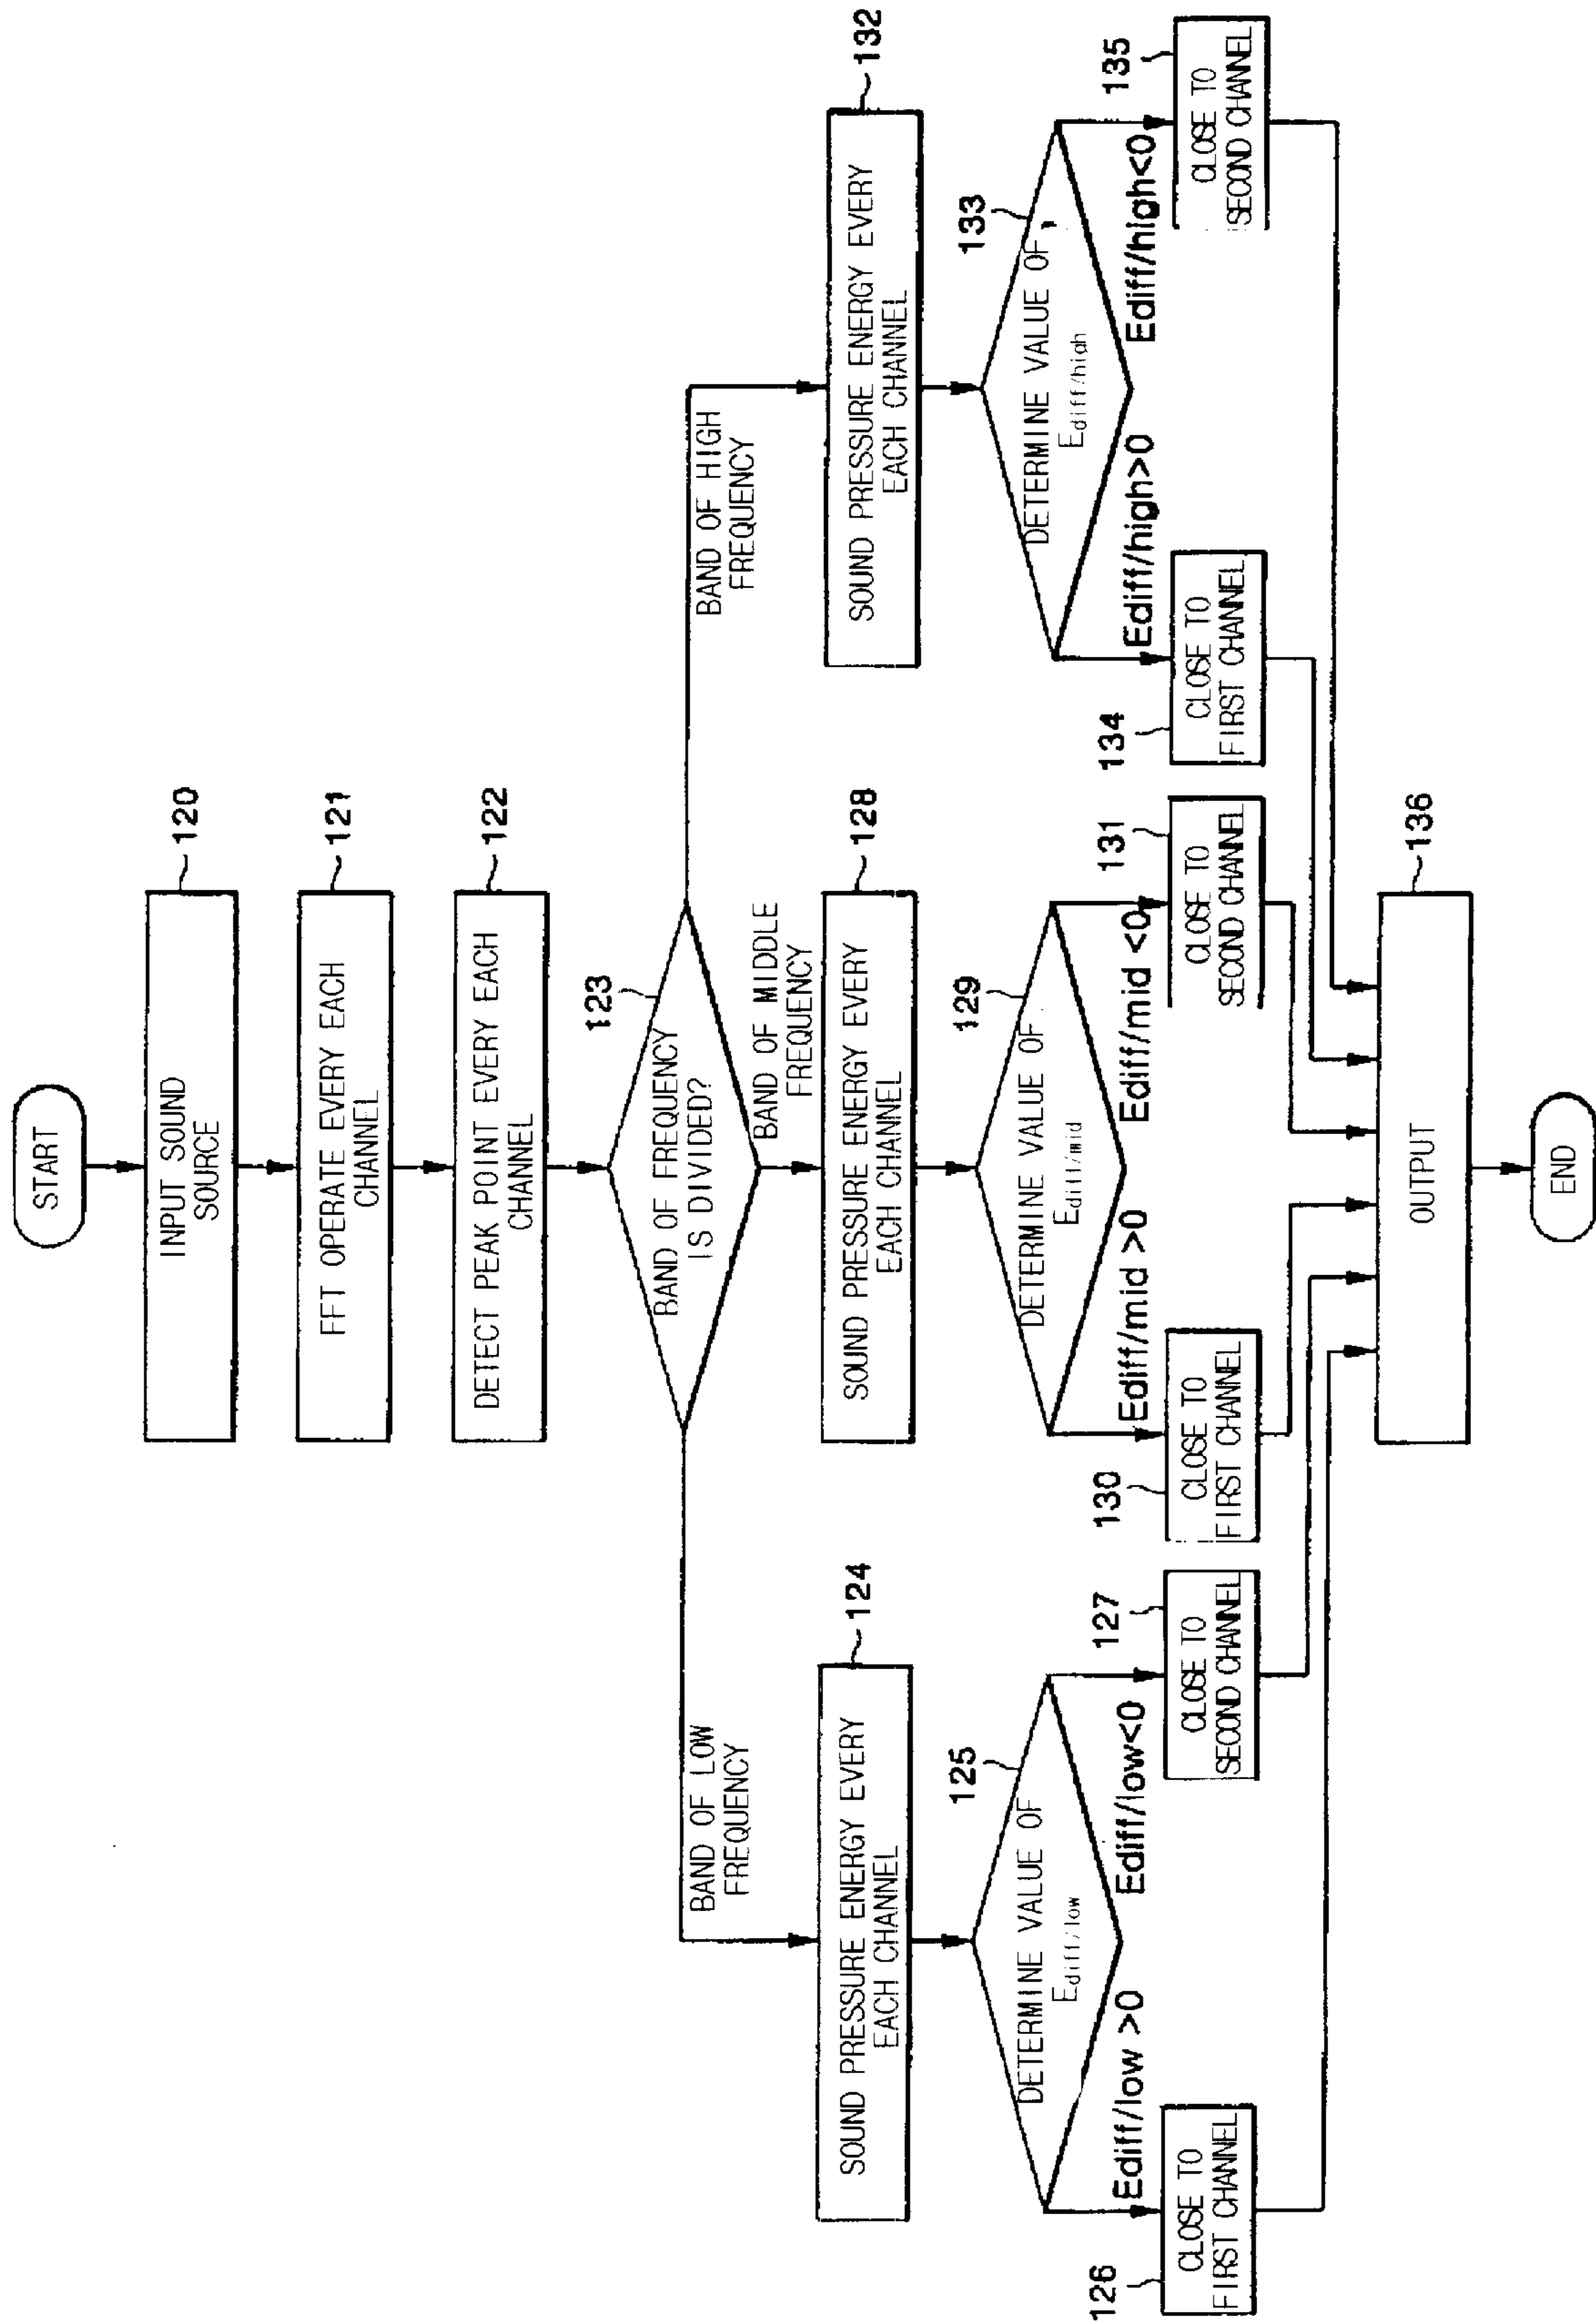 START
INPUT SOUND
SOURCE
120
FFT OPERATE EVERY EACH
CHANNEL
121
DETECT PEAK POINT EVERY EACH
CHANNEL
122
123
BAND OF FREQUENCY
IS DIVIDED?
BAND OF LOW
FREQUENCY
BAND OF MIDDLE
FREQUENCY
BAND OF HIGH
FREQUENCY
SOUND PRESSURE ENERGY EVERY
EACH CHANNEL
124
SOUND PRESSURE ENERGY EVERY
EACH CHANNEL
128
SOUND PRESSURE ENERGY EVERY
EACH CHANNEL
132
125
DETERMINE VALUE OF
Ediff/low
129
DETERMINE VALUE OF
Ediff/mid
133
DETERMINE VALUE OF
Ediff/high
Ediff/low >0
Ediff/low<0
Ediff/mid >0
Ediff/mid <0
Ediff/high>0
Ediff/high<0
126
CLOSE TO
FIRST CHANNEL
127
CLOSE TO
SECOND CHANNEL
130
CLOSE TO
FIRST CHANNEL
131
CLOSE TO
SECOND CHANNEL
134
CLOSE TO
FIRST CHANNEL
135
CLOSE TO
SECOND CHANNEL
OUTPUT
136
END